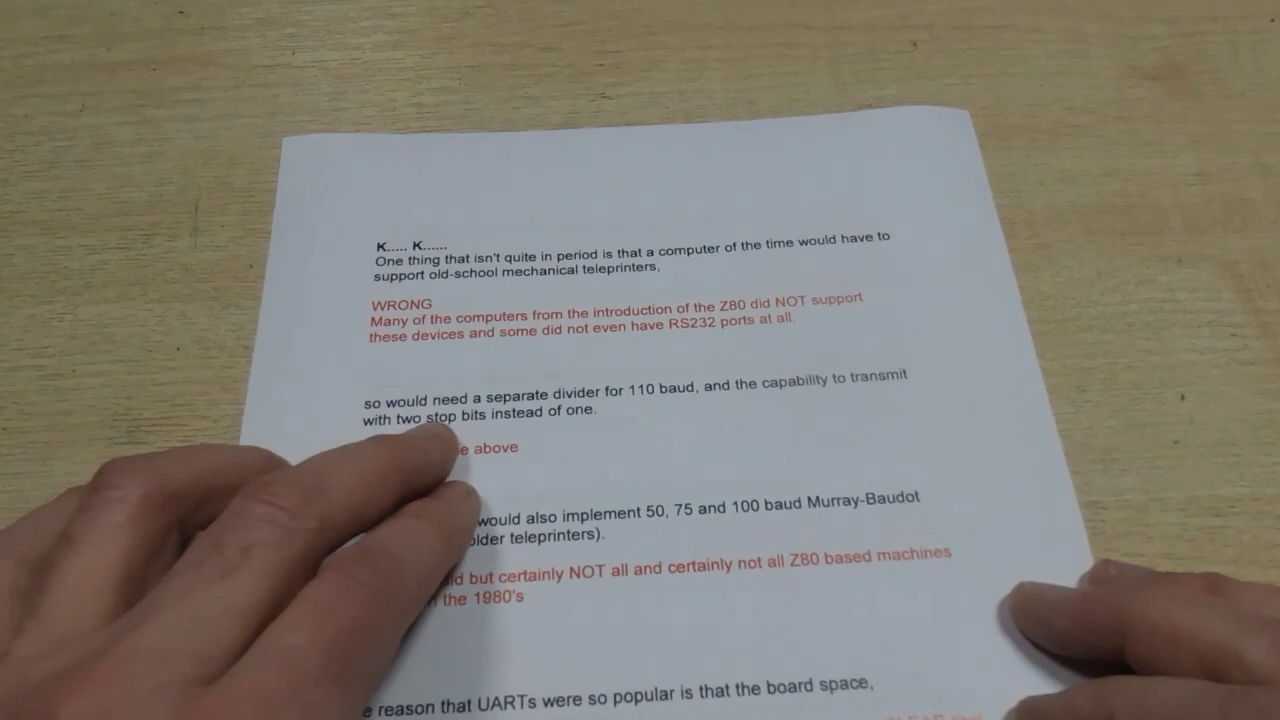 K..... K......
One thing that isn't quite in period is that a computer of the time would have to
support old-school mechanical teleprinters,
WRONG
Many of the computers from the introduction of the Z80 did NOT support
these devices and some did not even have RS232 ports at all.
so would need a separate divider for 110 baud, and the capability to transmit
with two stop bits instead of one.
above
would also implement 50, 75 and 100 baud Murray-Baudot
older teleprinters).
but certainly NOT all and certainly not all Z80 based machines
the 1980's
reason that UARTs were so popular is that the board space,